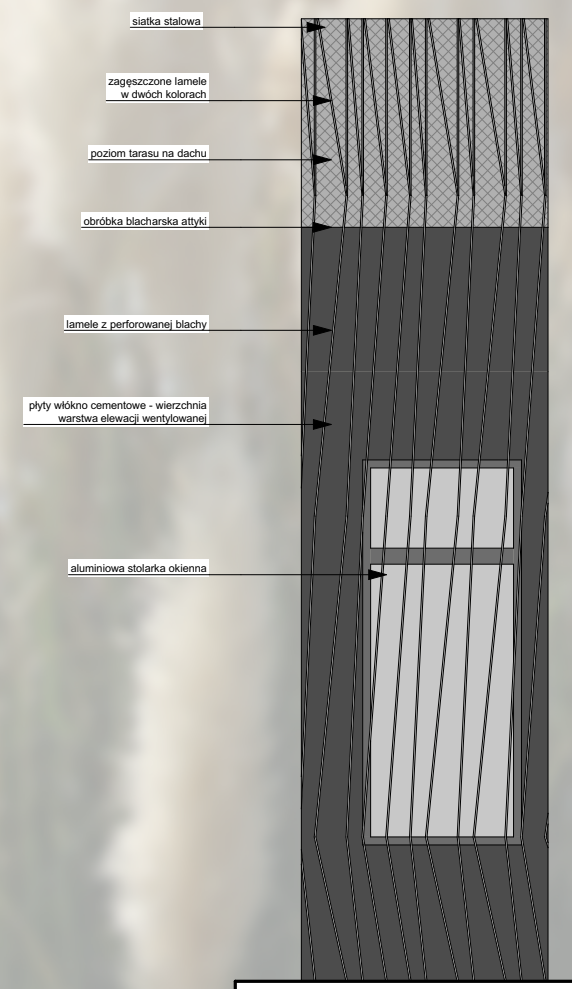 siatka stalowa
zagęszczone lamele
w dwóch kolorach
poziom tarasu na dachu
obróbka blacharska attyki
lamele z perforowanej blachy
płyty włókno cementowe - wierzchnia
warstwa elewacji wentylowanej
aluminiowa stolarka okienna